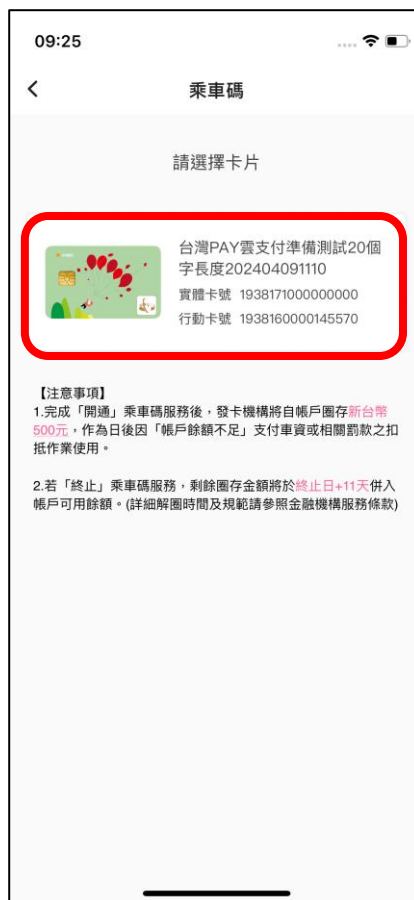 09:25
乘車碼
請選擇卡片
台灣PAY雲支付準備測試20個
字長度202404091110
實體卡號 1938171000000000
行動卡號 1938160000145570
【注意事項】
1.完成「開通」乘車碼服務後，發卡機構將自帳戶圈存新台幣
500元，作為日後因「帳戶餘額不足」支付車資或相關罰款之扣
抵作業使用。
2.若「終止」乘車碼服務，剩餘圈存金額將於終止日+11天併入
帳戶可用餘額。(詳細解圈時間及規範請參照金融機構服務條款)